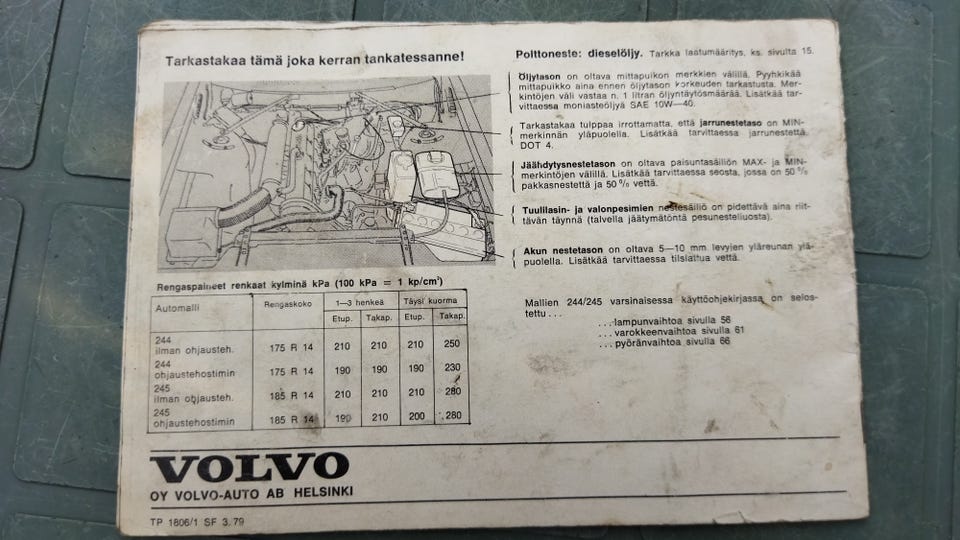 Tarkastakaa tämä joka kerran tankatessanne!
Polttoneste: dieselöljy. Tarkka laatumääritys, ks. sivulta 15.
Öljytason on oltava mittapuikon merkkien välillä. Pyyhkikää
mittapuikko aina ennen öljytason korkeuden tarkastusta. Mer-
kintöjen väli vastaa n. 1 litran öljyntäytösmäärää. Lisätkää tar-
vittaessa moniasteöljyä SAE 10W—40.
Tarkastakaa tulppaa irrottamatta, että jarrunestetaso on MIN-
merkinnän yläpuolella. Lisätkää tarvittaessa jarrunestettä
DOT 4.
Jäähdytysnestetason on oltava paisuntasäiliön MAX- ja MIN-
merkintöjen välillä. Lisätkää tarvittaessa seosta, jossa on 50 %
pakkasnestettä ja 50 % vettä.
Tuulilasin- ja valonpesimien nestesäiliö on pidettävä aina riit-
tävän täynnä (talvella jäätymätöntä pesunesteliuosta).
Akun nestetason on oltava 5—10 mm levyjen yläreunan ylä-
puolella. Lisätkää tarvittaessa tislattua vettä.
Mallien 244/245 varsinaisessa käyttöohjekirjassa on selos-
tettu . . .
. . . lampunvaihtoa sivulla 56
. . . varokkeenvaihtoa sivulla 61
. . . pyöränvaihtoa sivulla 66
Rengaspaineet renkaat kylminä kPa (100 kPa = 1 kp/cm²)
Automalli Rengaskoko 1—3 henkeä Täysi kuorma
Etup. Takap. Etup. Takap.
244
ilman ohjausteh. 175 R 14 210 210 210 250
244
ohjaustehostimin 175 R 14 190 190 190 230
245
ilman ohjausteh. 185 R 14 210 210 210 280
245
ohjaustehostimin 185 R 14 190 210 200 280
VOLVO
OY VOLVO-AUTO AB HELSINKI
TP 1806/1 SF 3.79